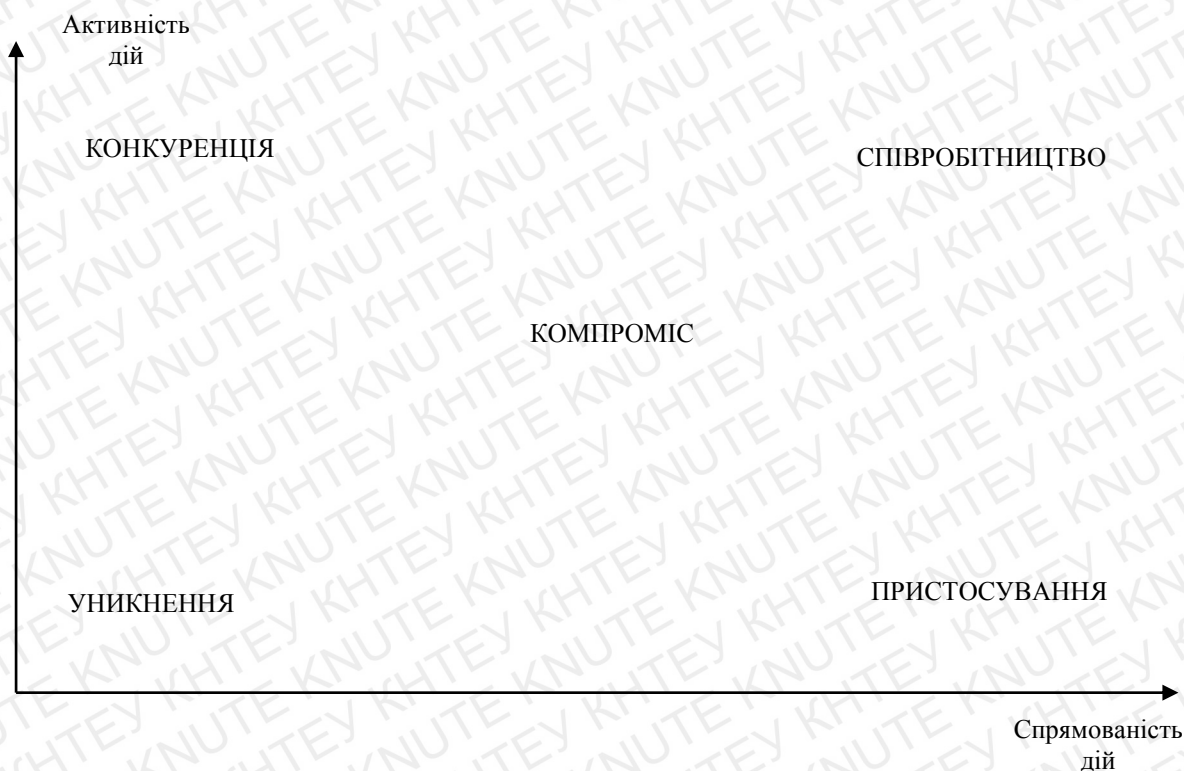 Активність
дій
КОНКУРЕНЦІЯ
СПІВРОБІТНИЦТВО
КОМПРОМІС
УНИКНЕННЯ
ПРИСТОСУВАННЯ
Спрямованість
дій